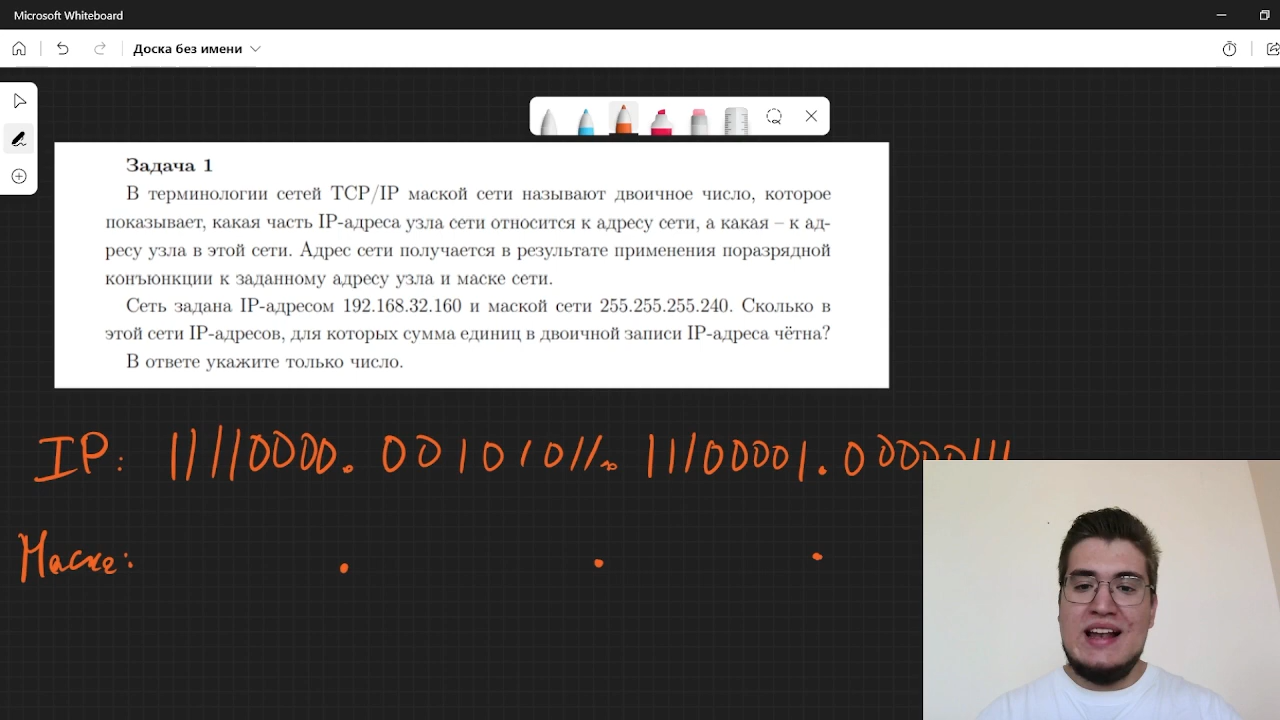 Microsoft Whiteboard
Доска без имени
Задача 1
В терминологии сетей TCP/IP маской сети называют двоичное число, которое
показывает, какая часть IP-адреса узла сети относится к адресу сети, а какая – к ад-
ресу узла в этой сети. Адрес сети получается в результате применения поразрядной
конъюнкции к заданному адресу узла и маске сети.
Сеть задана IP-адресом 192.168.32.160 и маской сети 255.255.255.240. Сколько в
этой сети IP-адресов, для которых сумма единиц в двоичной записи IP-адреса чётна?
В ответе укажите только число.
IP: 11110000. 00101011. 11100001. 00000111
Маска: . . .